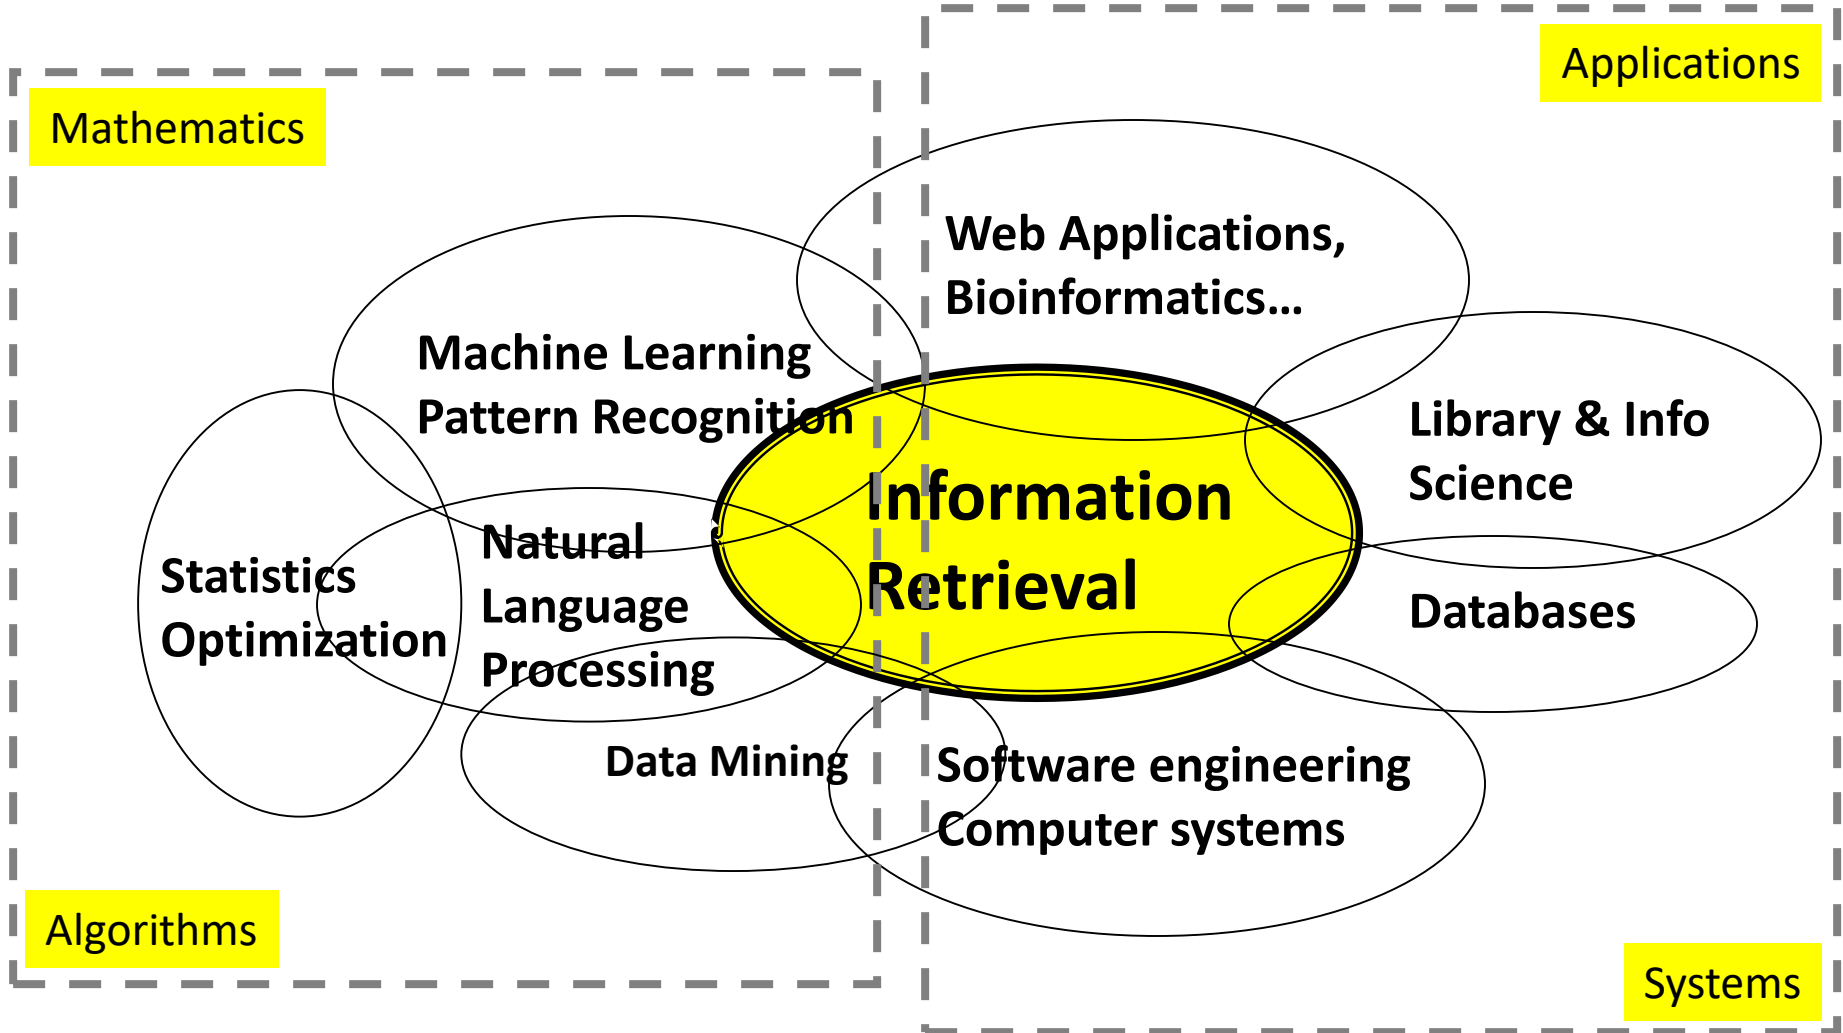 Applications
Mathematics
Web Applications,
Bioinformatics…
Machine Learning
Pattern Recognition
Library & Info
Science
Information
Retrieval
Natural
Language
Processing
Statistics
Optimization
Databases
Data Mining
Software engineering
Computer systems
Algorithms
Systems